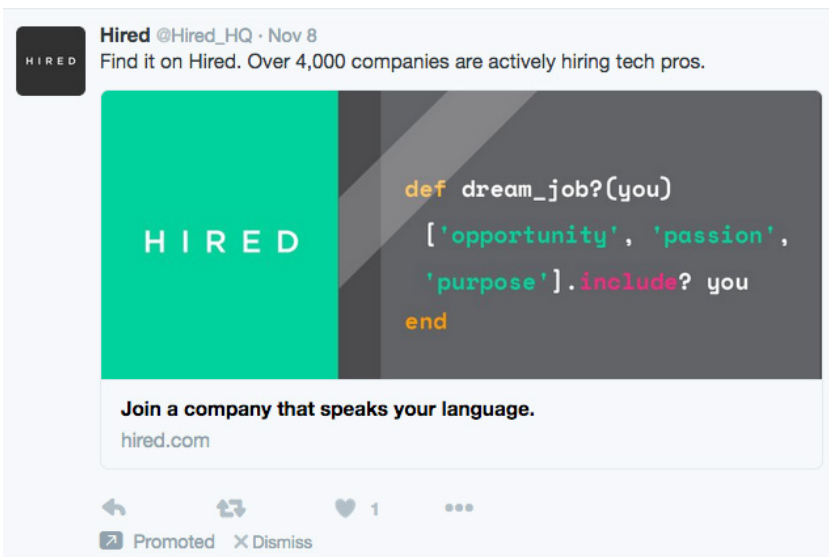 HIRED
Hired @Hired_HQ · Nov 8
Find it on Hired. Over 4,000 companies are actively hiring tech pros.
HIRED
def dream_job?(you)
['opportunity', 'passion',
'purpose'].include? you
end
Join a company that speaks your language.
hired.com
1
Promoted
Dismiss